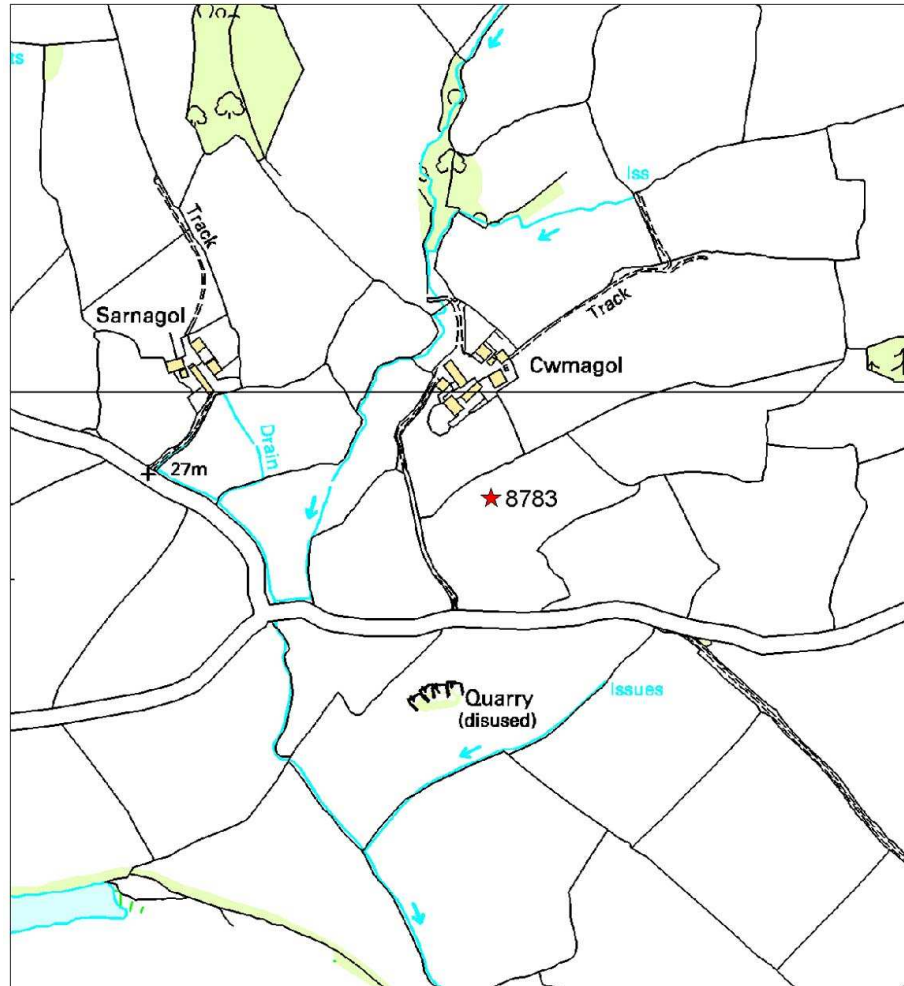 ts
Iss
Track
Track
Sarnagol
Cwmagol
Drain
27m
8783
Quarry
(disused)
Issues